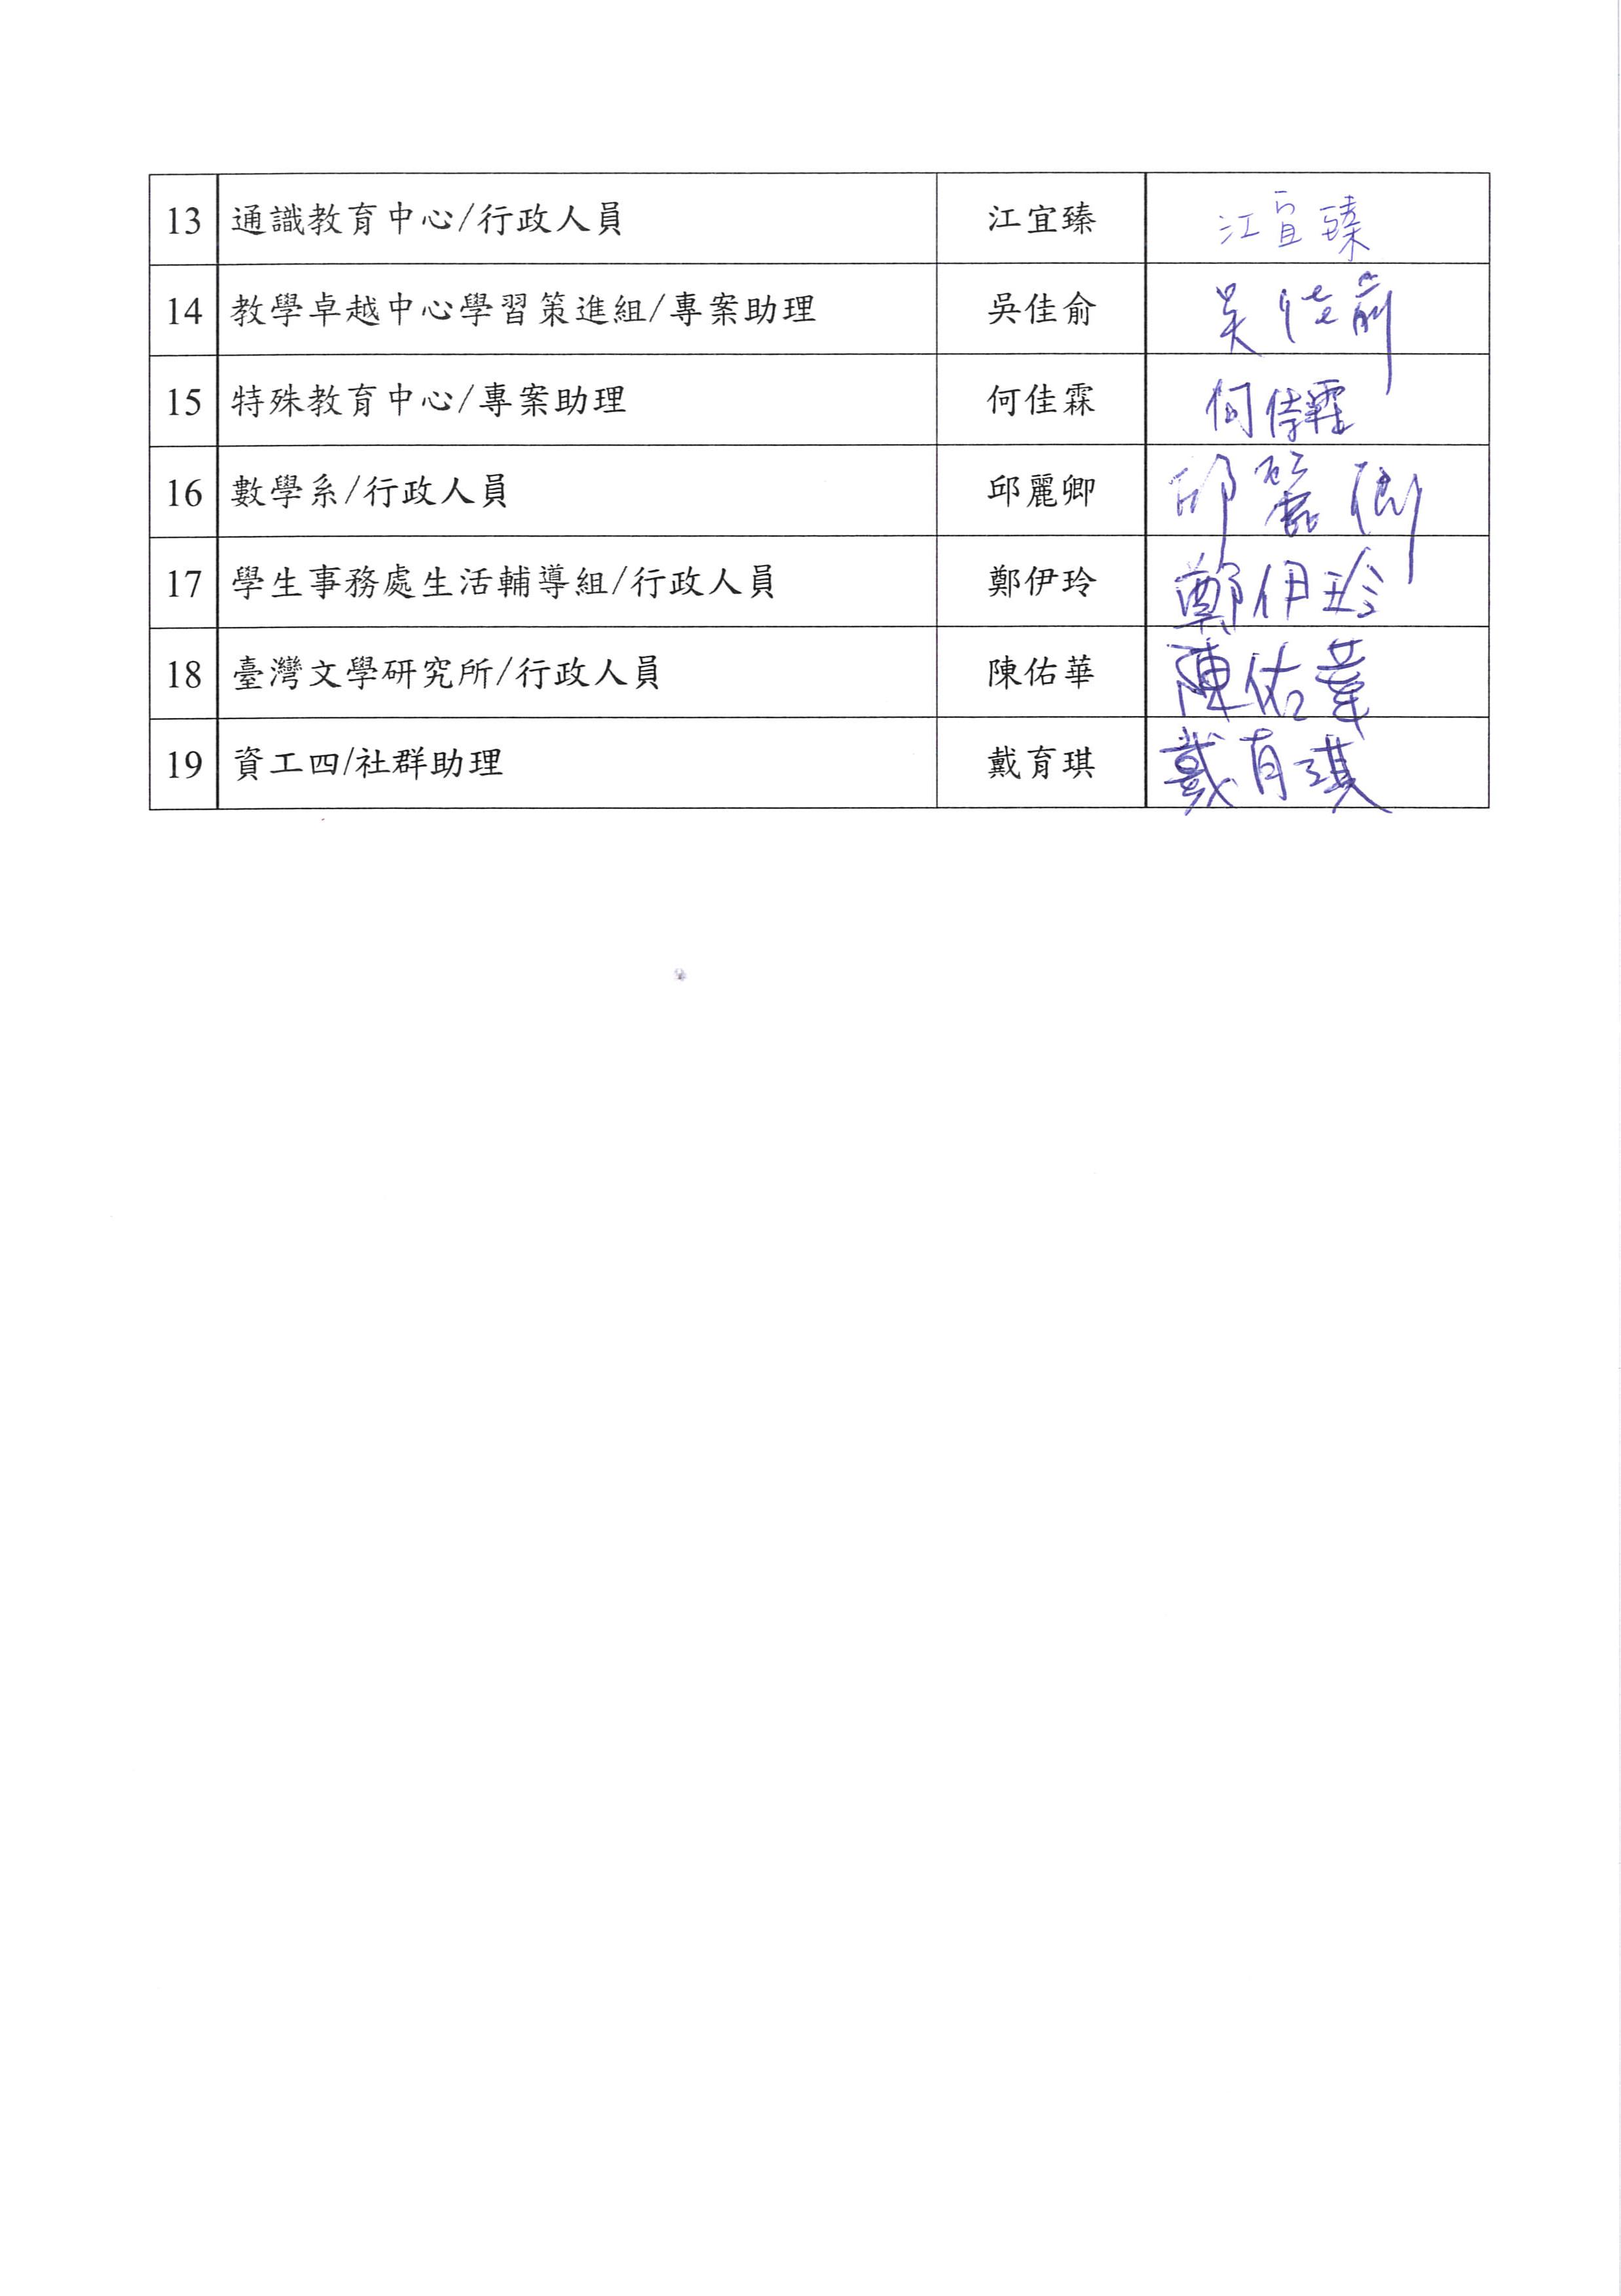 13 通識教育中心/行政人員 江宜臻 江宜臻
14 教學卓越中心學習策進組/專案助理 吳佳俞 吳佳俞
15 特殊教育中心/專案助理 何佳霖 何佳霖
16 數學系/行政人員 邱麗卿 邱麗卿
17 學生事務處生活輔導組/行政人員 鄭伊玲 鄭伊玲
18 臺灣文學研究所/行政人員 陳佑華 陳佑華
19 資工四/社群助理 戴育琪 戴育琪